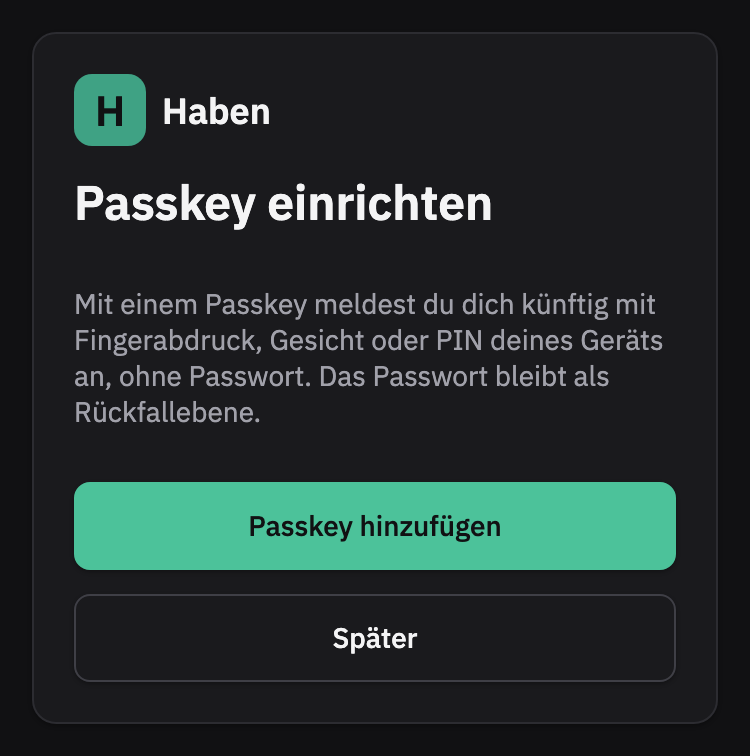 H
Haben
Passkey einrichten
Mit einem Passkey meldest du dich künftig mit
Fingerabdruck, Gesicht oder PIN deines Geräts
an, ohne Passwort. Das Passwort bleibt als
Rückfallebene.
Passkey hinzufügen
Später